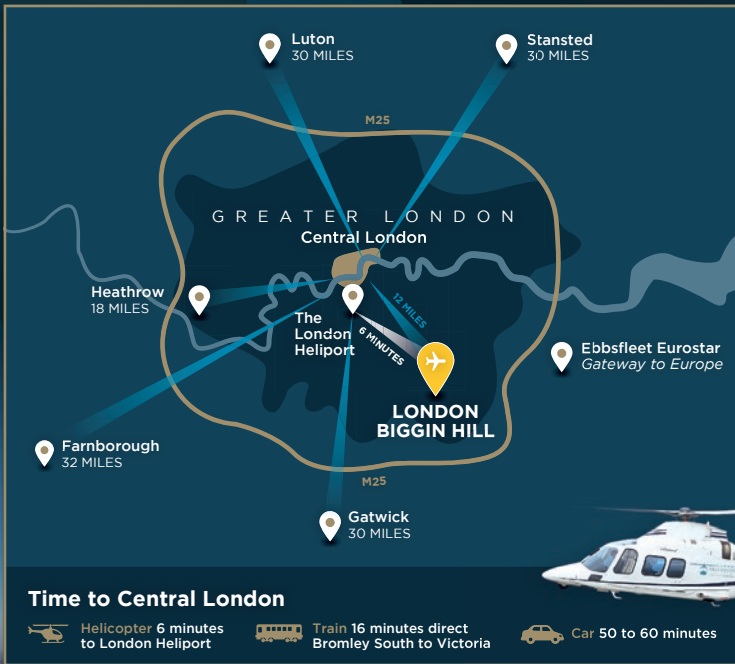 Luton
30 MILES
Stansted
30 MILES
M25
GREATER LONDON
Central London
Heathrow
18 MILES
12 MILES
The
London
Heliport
6 MINUTES
Ebbsfleet Eurostar
Gateway to Europe
LONDON
BIGGIN HILL
Farnborough
32 MILES
M25
Gatwick
30 MILES
Time to Central London
Helicopter 6 minutes
to London Heliport
Train 16 minutes direct
Bromley South to Victoria
Car 50 to 60 minutes